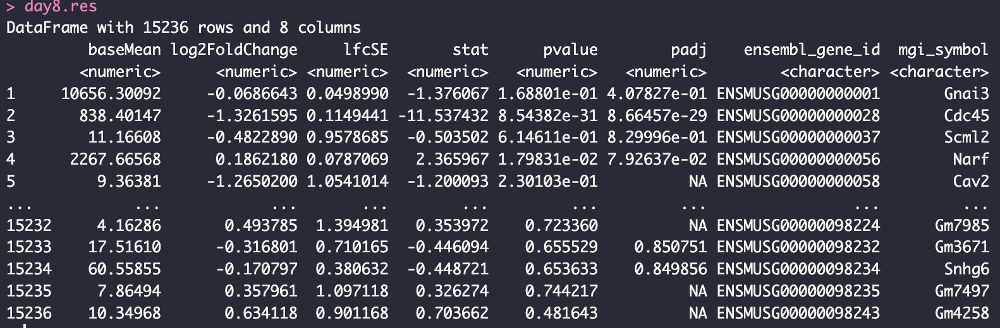 > day8.res
DataFrame with 15236 rows and 8 columns
baseMean log2FoldChange lfcSE stat pvalue padj ensembl_gene_id mgi_symbol
<numeric> <numeric> <numeric> <numeric> <numeric> <numeric> <character> <character>
1 10656.30092 -0.0686643 0.0498990 -1.376067 1.68801e-01 4.07827e-01 ENSMUSG00000000001 Gnai3
2 838.40147 -1.3261595 0.1149441 -11.537432 8.54382e-31 8.66457e-29 ENSMUSG00000000028 Cdc45
3 11.16608 -0.4822890 0.9578685 -0.503502 6.14611e-01 8.29996e-01 ENSMUSG00000000037 Scml2
4 2267.66568 0.1862180 0.0787069 2.365967 1.79831e-02 7.92637e-02 ENSMUSG00000000056 Narf
5 9.36381 -1.2650200 1.0541014 -1.200093 2.30103e-01 NA ENSMUSG00000000058 Cav2
... ... ... ... ... ... ... ... ...
15232 4.16286 0.493785 1.394981 0.353972 0.723360 NA ENSMUSG00000098224 Gm7985
15233 17.51610 -0.316801 0.710165 -0.446094 0.655529 0.850751 ENSMUSG00000098232 Gm3671
15234 60.55855 -0.170797 0.380632 -0.448721 0.653633 0.849856 ENSMUSG00000098234 Snhg6
15235 7.86494 0.357961 1.097118 0.326274 0.744217 NA ENSMUSG00000098235 Gm7497
15236 10.34968 0.634118 0.901168 0.703662 0.481643 NA ENSMUSG00000098243 Gm4258